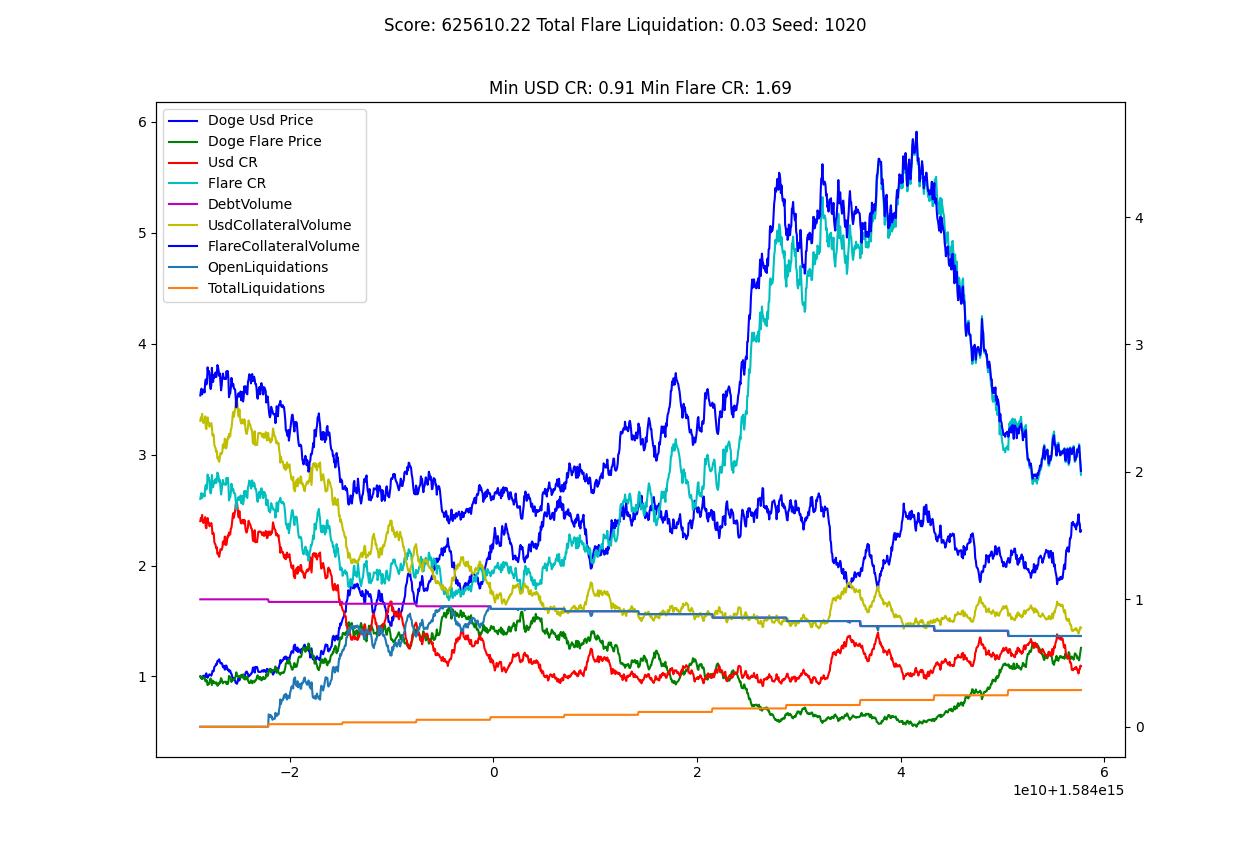 Score: 625610.22 Total Flare Liquidation: 0.03 Seed: 1020
Min USD CR: 0.91 Min Flare CR: 1.69
Doge Usd Price
Doge Flare Price
Usd CR
Flare CR
DebtVolume
UsdCollateralVolume
FlareCollateralVolume
OpenLiquidations
TotalLiquidations
6
5
4
3
2
1
4
3
2
1
0
−2
0
2
4
6
1e10+1.584e15